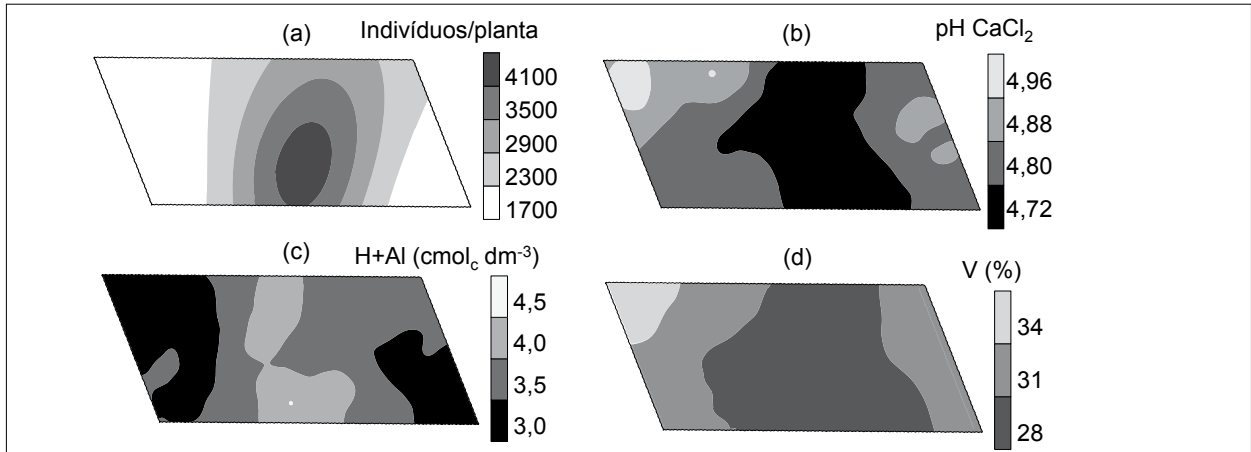 (a)
Indivíduos/planta
4100
3500
2900
2300
1700
(b)
pH CaCl₂
4,96
4,88
4,80
4,72
(c)
H+Al (cmol꜀ dm⁻³)
4,5
4,0
3,5
3,0
(d)
V (%)
34
31
28